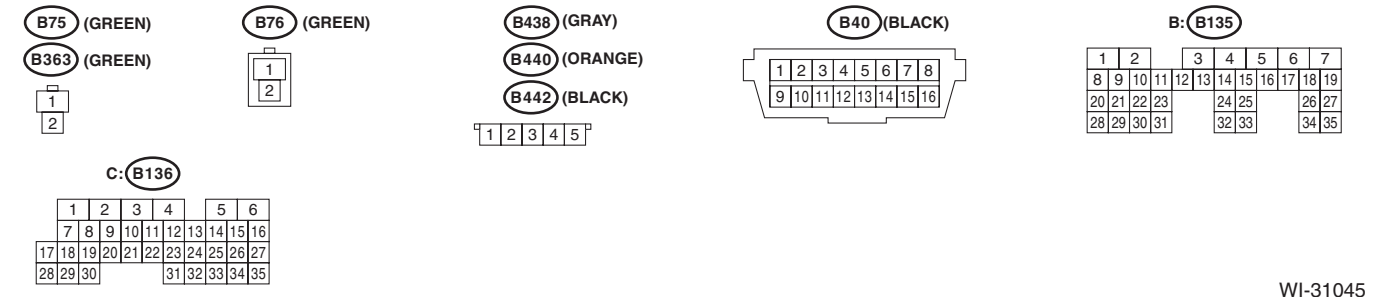 B75 (GREEN)
B363 (GREEN)
1
2
B76 (GREEN)
1
2
B438 (GRAY)
B440 (ORANGE)
B442 (BLACK)
1 2 3 4 5
B40 (BLACK)
1 2 3 4 5 6 7 8
9 10 11 12 13 14 15 16
B: B135
1 2 3 4 5 6 7
8 9 10 11 12 13 14 15 16 17 18 19
20 21 22 23 24 25 26 27
28 29 30 31 32 33 34 35
C: B136
1 2 3 4 5 6
7 8 9 10 11 12 13 14 15 16
17 18 19 20 21 22 23 24 25 26 27
28 29 30 31 32 33 34 35
WI-31045